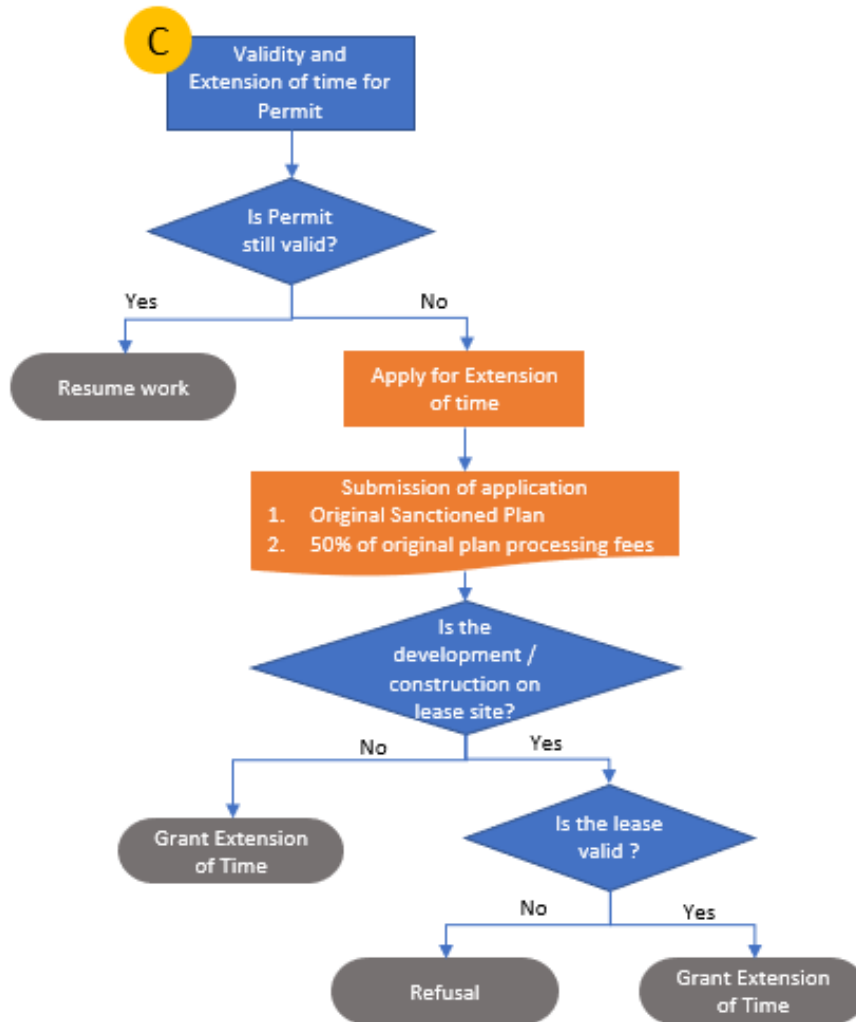 C
Validity and
Extension of time for
Permit
Is Permit
still valid?
Yes
No
Resume work
Apply for Extension
of time
Submission of application
1. Original Sanctioned Plan
2. 50% of original plan processing fees
Is the
development /
construction on
lease site?
No
Yes
Grant Extension
of Time
Is the lease
valid ?
No
Yes
Refusal
Grant Extension
of Time